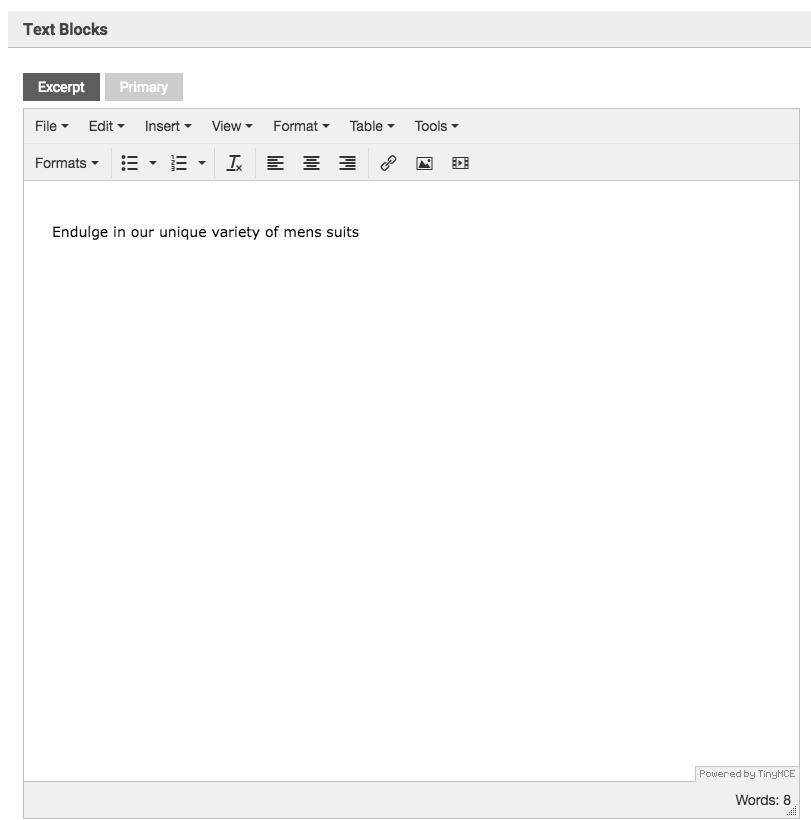 Text Blocks
Excerpt Primary
File Edit Insert View Format Table Tools
Formats
Endulge in our unique variety of mens suits
Powered by TinyMCE
Words: 8